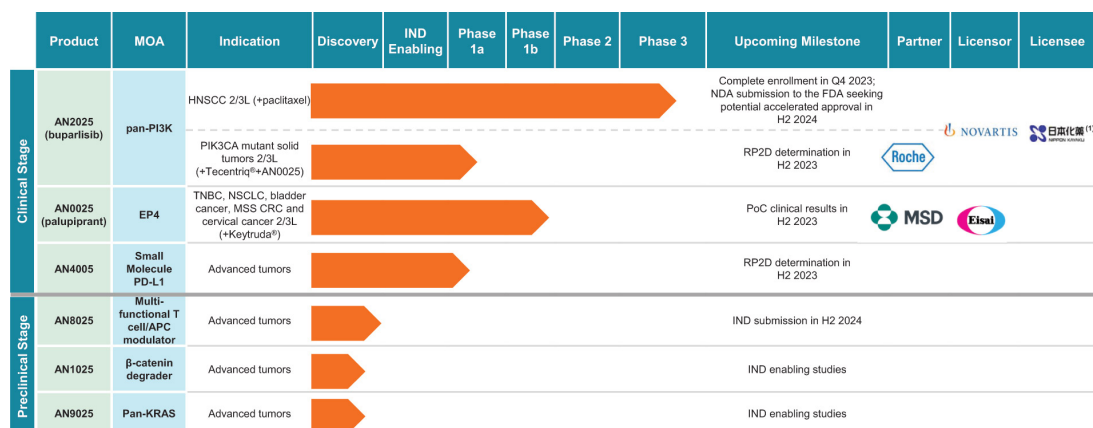 Product MOA Indication Discovery IND Enabling Phase 1a Phase 1b Phase 2 Phase 3 Upcoming Milestone Partner Licensor Licensee
Clinical Stage
AN2025
(buparlisib)
pan-PI3K
HNSCC 2/3L (+paclitaxel)
Complete enrollment in Q4 2023;
NDA submission to the FDA seeking
potential accelerated approval in
H2 2024
PIK3CA mutant solid
tumors 2/3L
(+Tecentriq®+AN0025)
RP2D determination in
H2 2023
Roche
NOVARTIS
日本化薬 (1)
NIPPON KAYAKU
AN0025
(palupiprant)
EP4
TNBC, NSCLC, bladder
cancer, MSS CRC and
cervical cancer 2/3L
(+Keytruda®)
PoC clinical results in
H2 2023
MSD
Eisai
AN4005
Small
Molecule
PD-L1
Advanced tumors
RP2D determination in
H2 2023
Preclinical Stage
AN8025
Multi-
functional T
cell/APC
modulator
Advanced tumors
IND submission in H2 2024
AN1025
β-catenin
degrader
Advanced tumors
IND enabling studies
AN9025
Pan-KRAS
Advanced tumors
IND enabling studies